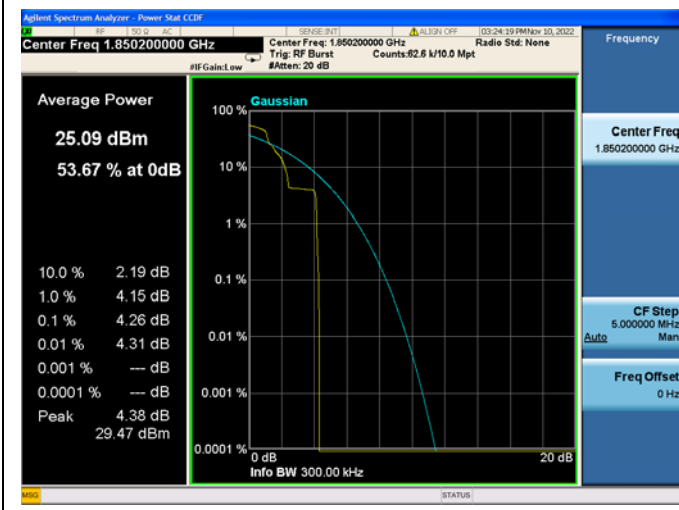 Agilent Spectrum Analyzer - Power Stat CCDF
RF 50 Ω AC SENSE:INT ALIGN OFF 03:24:19 PM Nov 10, 2022
Center Freq 1.850200000 GHz
Center Freq: 1.850200000 GHz Radio Std: None
Trig: RF Burst Counts:62.6 k/10.0 Mpt
#IFGain:Low #Atten: 20 dB
Frequency
Average Power
25.09 dBm
53.67 % at 0dB
10.0 % 2.19 dB
1.0 % 4.15 dB
0.1 % 4.26 dB
0.01 % 4.31 dB
0.001 % --- dB
0.0001 % --- dB
Peak 4.38 dB
29.47 dBm
Gaussian
100 %
10 %
1 %
0.1 %
0.01 %
0.001 %
0.0001 %
0 dB 20 dB
Info BW 300.00 kHz
Center Freq
1.850200000 GHz
CF Step
5.000000 MHz
Auto Man
Freq Offset
0 Hz
MSG STATUS